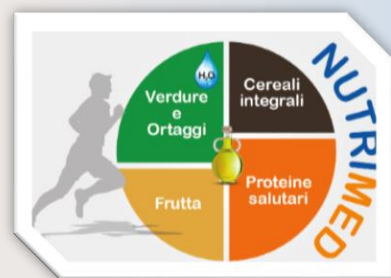 H₂O
Verdure
e
Ortaggi
Cereali
integrali
Frutta
Proteine
salutari
NUTRIMED